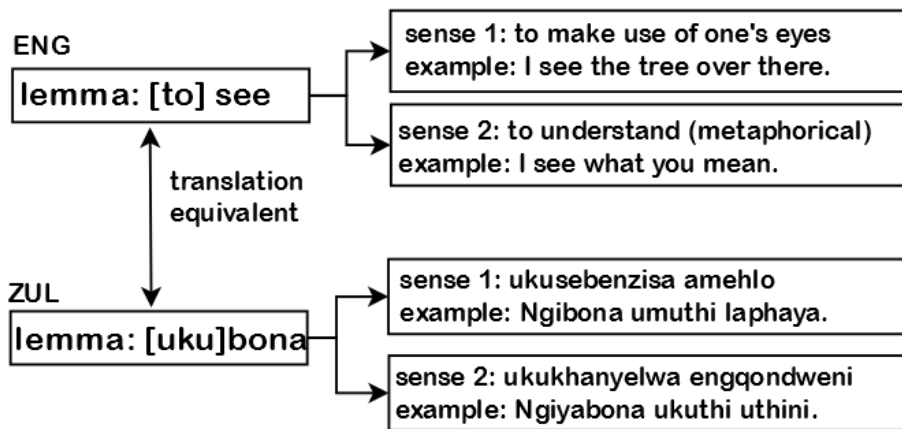 ENG
lemma: [to] see
sense 1: to make use of one's eyes
example: I see the tree over there.
sense 2: to understand (metaphorical)
example: I see what you mean.
translation
equivalent
ZUL
lemma: [uku]bona
sense 1: ukusebenzisa amehlo
example: Ngibona umuthi laphaya.
sense 2: ukukhanyelwa engqondweni
example: Ngiyabona ukuthi uthini.